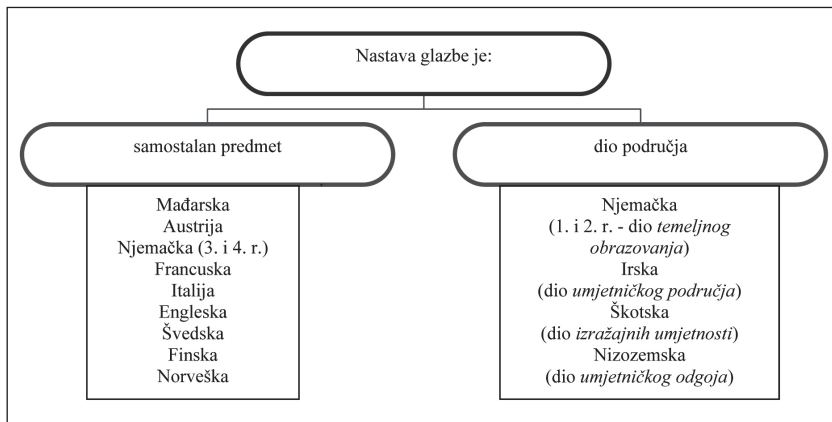 Nastava glazbe je:
samostalan predmet
Mađarska
Austrija
Njemačka (3. i 4. r.)
Francuska
Italija
Engleska
Švedska
Finska
Norveška
dio područja
Njemačka
(1. i 2. r. - dio temeljnog
obrazovanja)
Irska
(dio umjetničkog područja)
Škotska
(dio izražajnih umjetnosti)
Nizozemska
(dio umjetničkog odgoja)